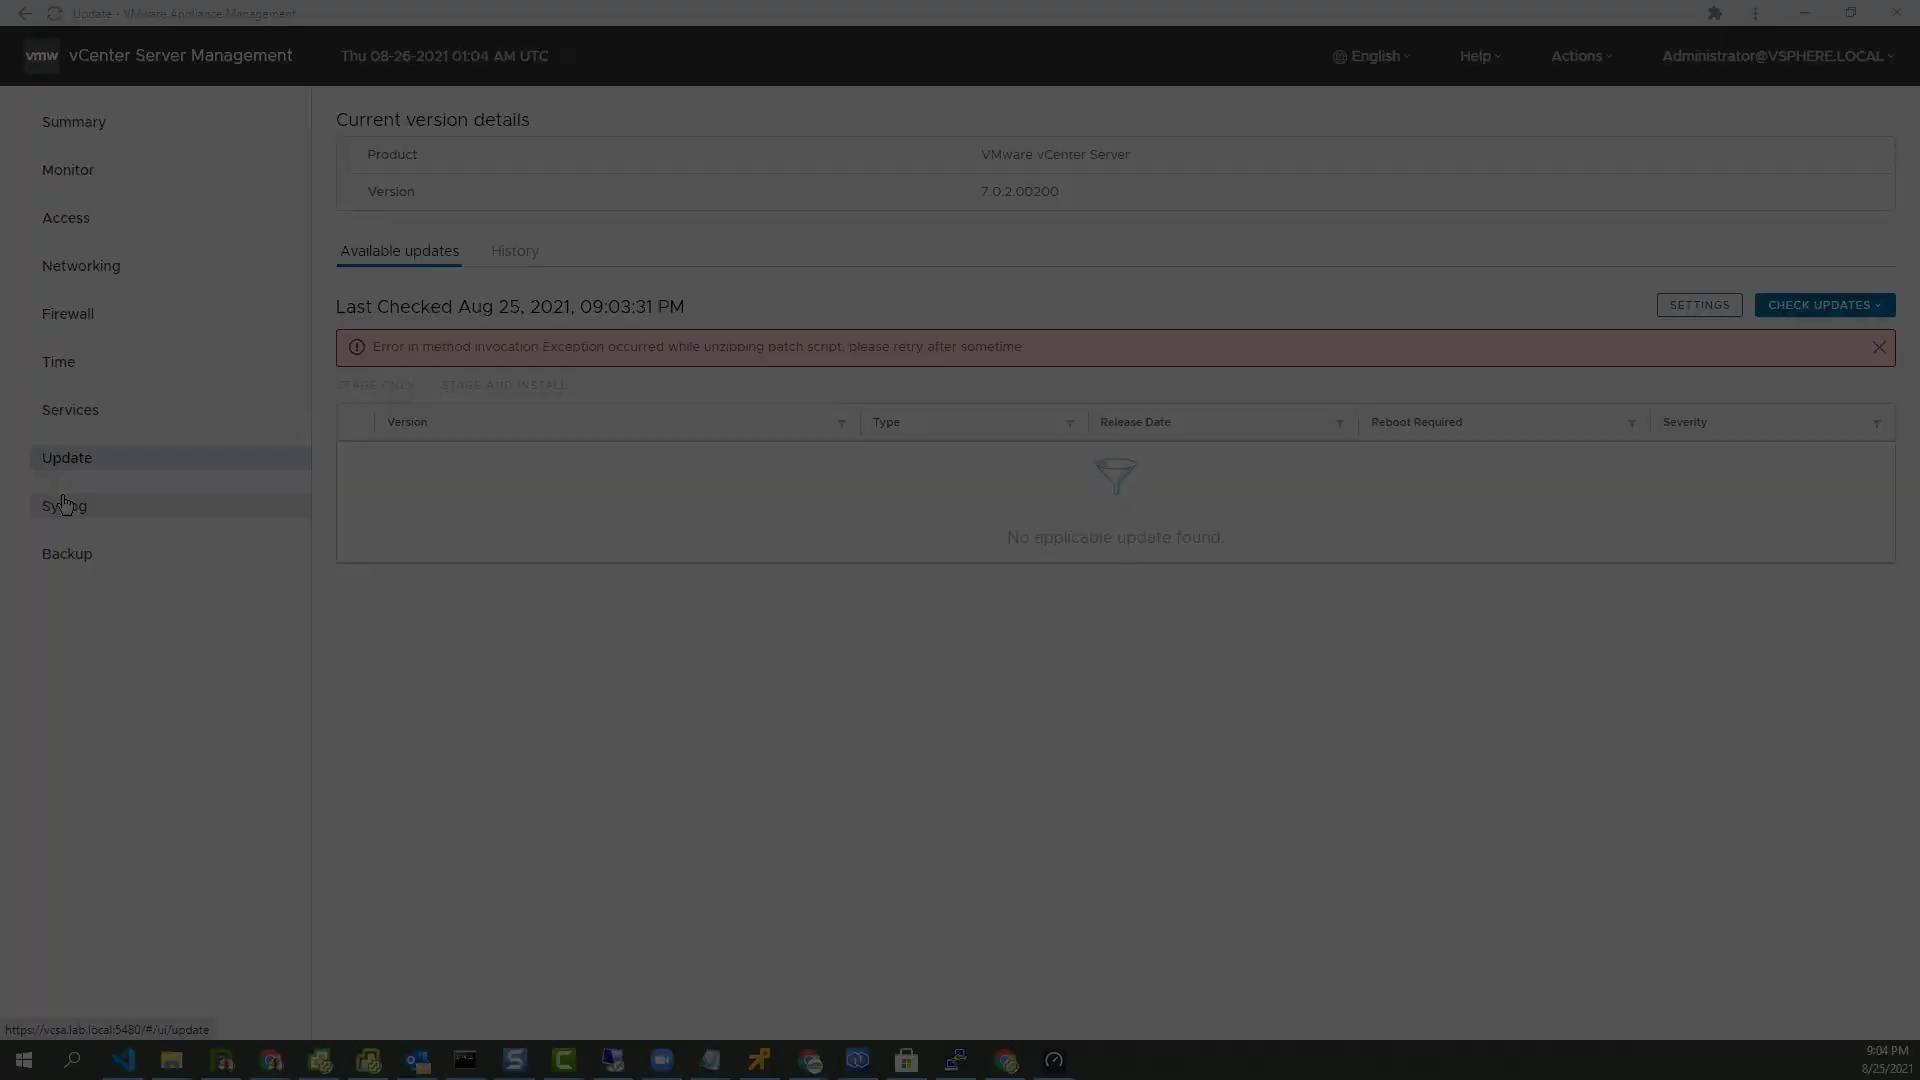 Update - VMware Appliance Management
vmw vCenter Server Management Thu 08-26-2021 01:04 AM UTC English Help Actions Administrator@VSPHERE.LOCAL
Summary
Monitor
Access
Networking
Firewall
Time
Services
Update
Backup
Current version details
Product VMware vCenter Server
Version 7.0.2.00200
Available updates History
Last Checked Aug 25, 2021, 09:03:31 PM SETTINGS CHECK UPDATES
Error in method invocation Exception occurred while unzipping patch script, please retry after sometime
STAGE ONLY STAGE AND INSTALL
Version Type Release Date Reboot Required Severity
No applicable update found.
https://vcsa.lab.local:5480/#/ui/update
9:04 PM
8/25/2021